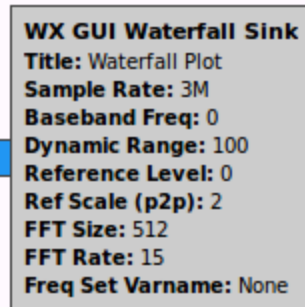 WX GUI Waterfall Sink
Title: Waterfall Plot
Sample Rate: 3M
Baseband Freq: 0
Dynamic Range: 100
Reference Level: 0
Ref Scale (p2p): 2
FFT Size: 512
FFT Rate: 15
Freq Set Varname: None